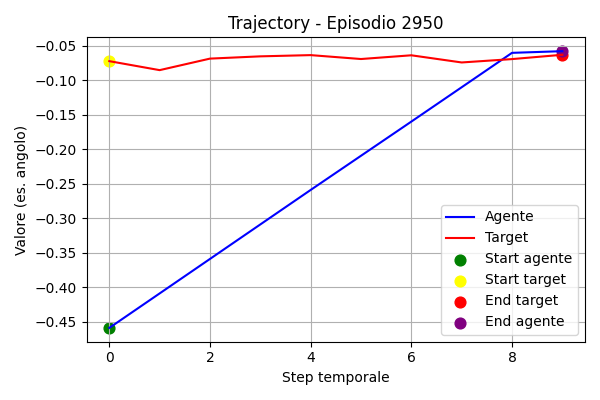 Trajectory - Episodio 2950
Valore (es. angolo)
−0.05
−0.10
−0.15
−0.20
−0.25
−0.30
−0.35
−0.40
−0.45
Agente
Target
Start agente
Start target
End target
End agente
0
2
4
6
8
Step temporale